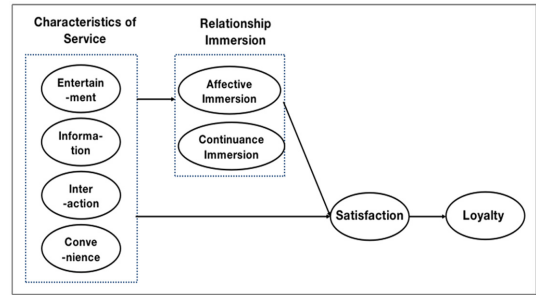 Characteristics of
Service
Relationship
Immersion
Entertain
-ment
Informa-
tion
Inter
-action
Conve
-nience
Affective
Immersion
Continuance
Immersion
Satisfaction
Loyalty